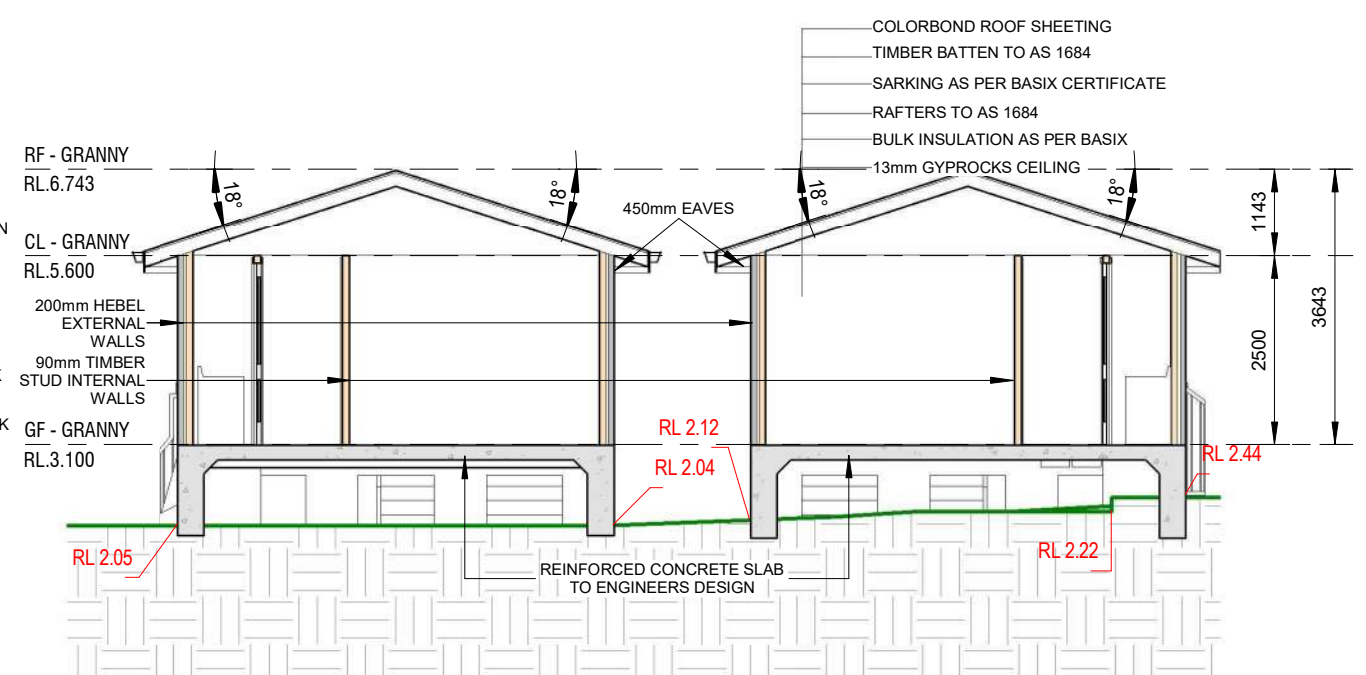 COLORBOND ROOF SHEETING
TIMBER BATTEN TO AS 1684
SARKING AS PER BASIX CERTIFICATE
RAFTERS TO AS 1684
BULK INSULATION AS PER BASIX
13mm GYPROCKS CEILING
RF - GRANNY
RL.6.743
18°
18°
18°
18°
450mm EAVES
1143
N
CL - GRANNY
RL.5.600
3643
200mm HEBEL
EXTERNAL
WALLS
2500
90mm TIMBER
STUD INTERNAL
WALLS
K
GF - GRANNY
RL.3.100
RL 2.12
RL 2.04
RL 2.44
RL 2.05
RL 2.22
REINFORCED CONCRETE SLAB
TO ENGINEERS DESIGN